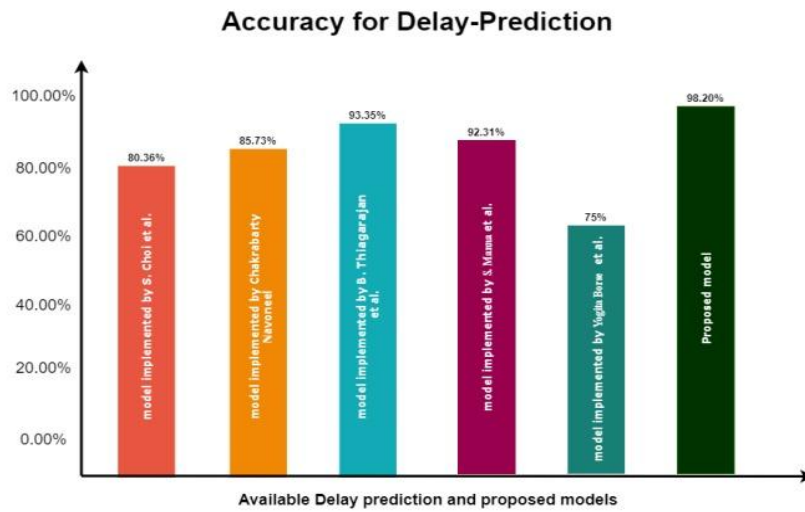 Accuracy for Delay-Prediction
100.00%
80.00%
60.00%
40.00%
20.00%
0.00%
80.36%
model implemented by S. Choi et al.
85.73%
model implemented by Chakrabarty
Navoneel
93.35%
model implemented by B. Thiagarajan
et al.
92.31%
model implemented by S. Manna et al.
75%
model implemented by Yogita Borse et al.
98.20%
Proposed model
Available Delay prediction and proposed models